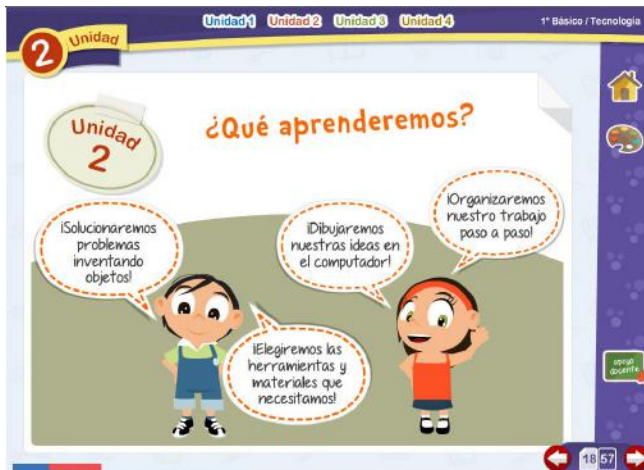 Unidad 1 Unidad 2 Unidad 3 Unidad 4
1° Básico / Tecnología
2 Unidad
Unidad
2
¿Qué aprenderemos?
¡Solucionaremos
problemas
inventando
objetos!
¡Dibujaremos
nuestras ideas en
el computador!
¡Organizaremos
nuestro trabajo
paso a paso!
¡Elegiremos las
herramientas y
materiales que
necesitamos!
apoyo
docente
18 57